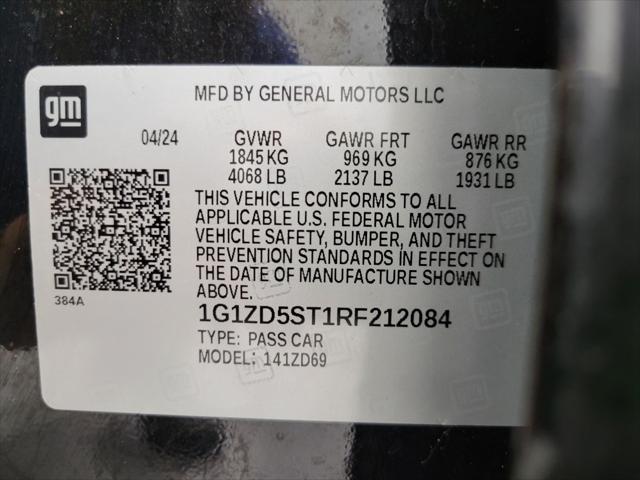 gm
MFD BY GENERAL MOTORS LLC
04/24 GVWR GAWR FRT GAWR RR
1845 KG 969 KG 876 KG
4068 LB 2137 LB 1931 LB
THIS VEHICLE CONFORMS TO ALL
APPLICABLE U.S. FEDERAL MOTOR
VEHICLE SAFETY, BUMPER, AND THEFT
PREVENTION STANDARDS IN EFFECT ON
THE DATE OF MANUFACTURE SHOWN
ABOVE.
384A
1G1ZD5ST1RF212084
TYPE: PASS CAR
MODEL: 141ZD69